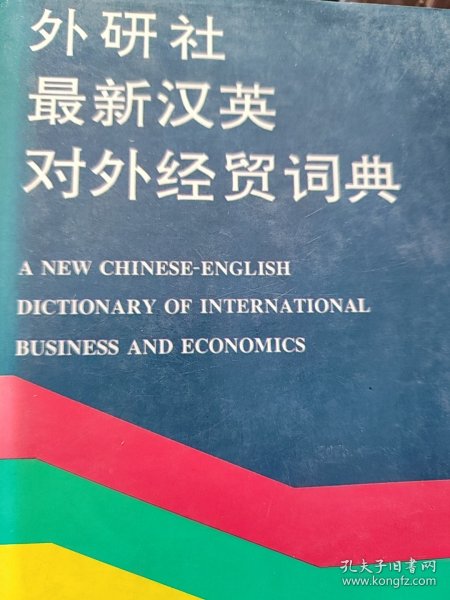 外研社
最新汉英
对外经贸词典
A NEW CHINESE-ENGLISH
DICTIONARY OF INTERNATIONAL
BUSINESS AND ECONOMICS
孔夫子旧书网
www.kongfz.com